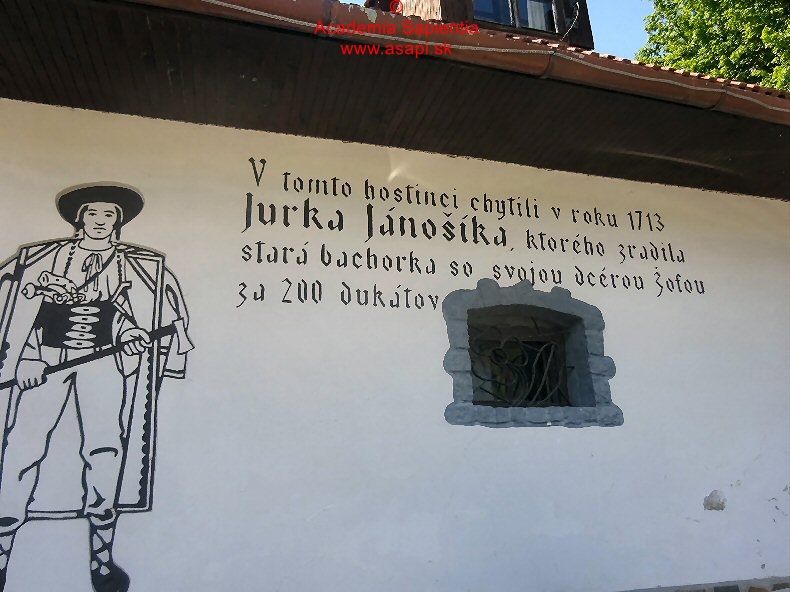 ©
Academia Sapientia
www.asapi.sk
V tomto hostinci chytili v roku 1713
Jurka Jánošíka, ktorého zradila
stará bachorka so svojou dcérou Žofou
za 200 dukátov